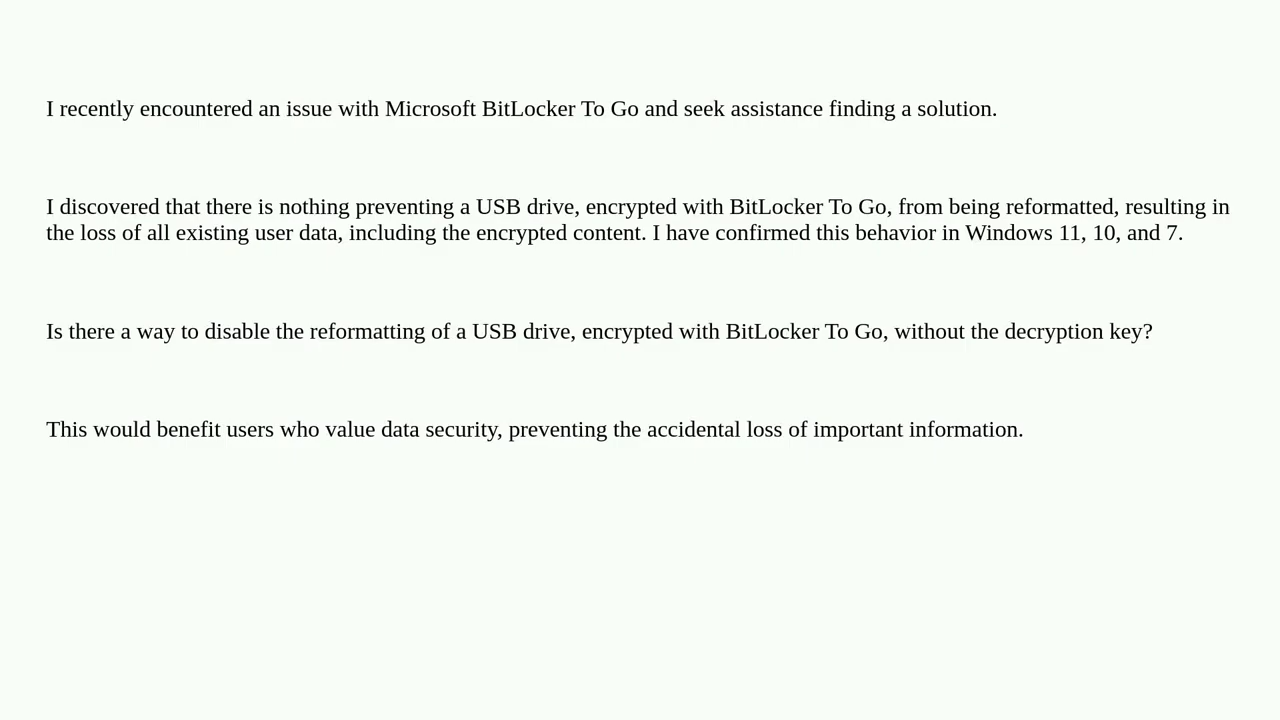 I recently encountered an issue with Microsoft BitLocker To Go and seek assistance finding a solution.
I discovered that there is nothing preventing a USB drive, encrypted with BitLocker To Go, from being reformatted, resulting in
the loss of all existing user data, including the encrypted content. I have confirmed this behavior in Windows 11, 10, and 7.
Is there a way to disable the reformatting of a USB drive, encrypted with BitLocker To Go, without the decryption key?
This would benefit users who value data security, preventing the accidental loss of important information.